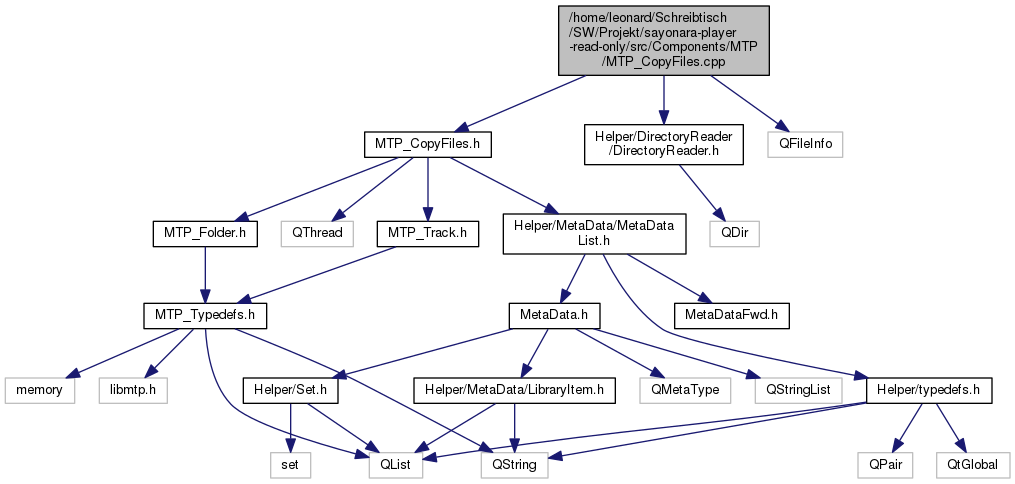 /home/leonard/Schreibtisch
/SW/Projekt/sayonara-player
-read-only/src/Components/MTP
/MTP_CopyFiles.cpp
MTP_CopyFiles.h
Helper/DirectoryReader
/DirectoryReader.h
QFileInfo
MTP_Folder.h
QThread
MTP_Track.h
Helper/MetaData/MetaData
List.h
QDir
MTP_Typedefs.h
MetaData.h
MetaDataFwd.h
memory
libmtp.h
Helper/Set.h
Helper/MetaData/LibraryItem.h
QMetaType
QStringList
Helper/typedefs.h
set
QList
QString
QPair
QtGlobal